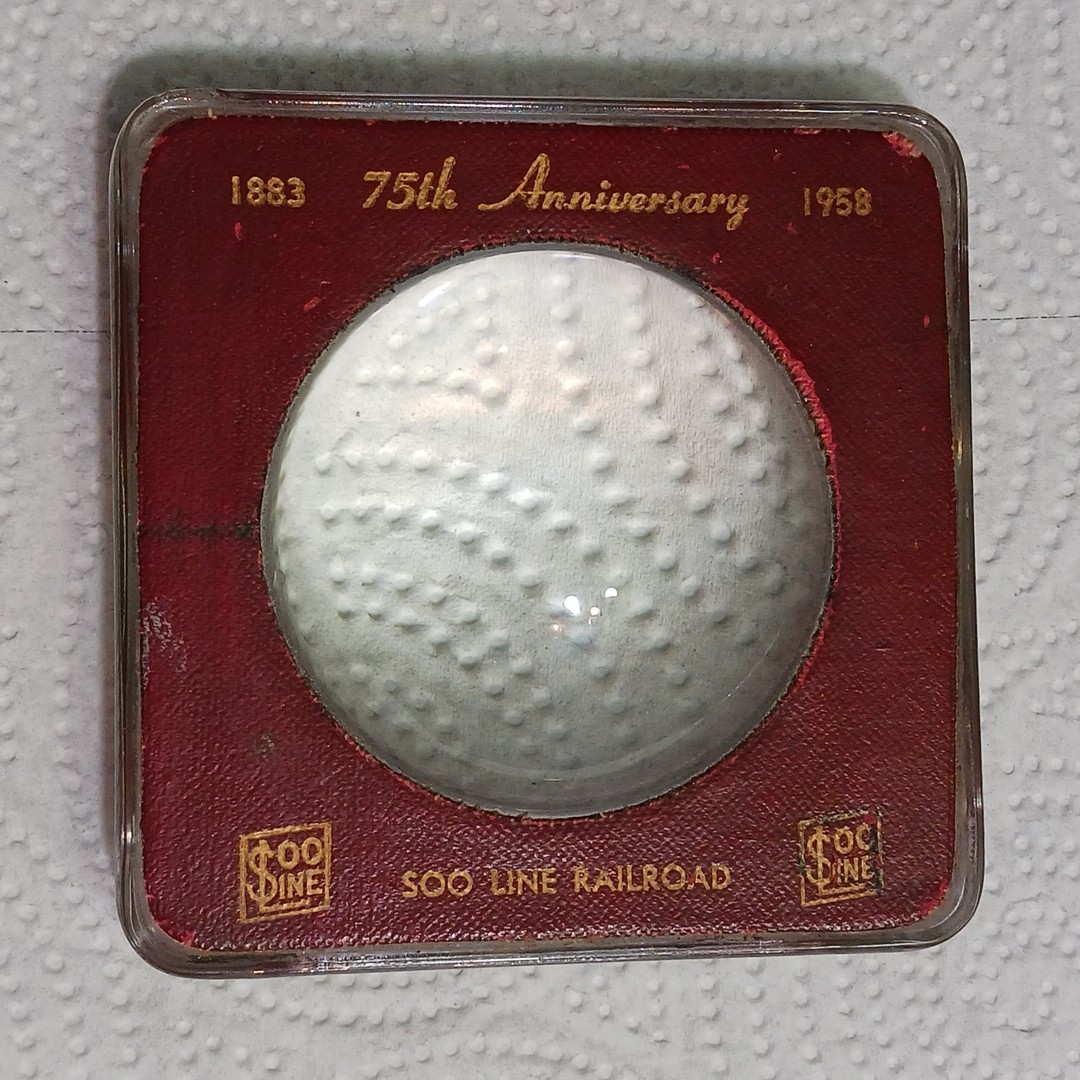 1883 75th Anniversary 1958
SOO LINE
SOO LINE RAILROAD
SOO LINE